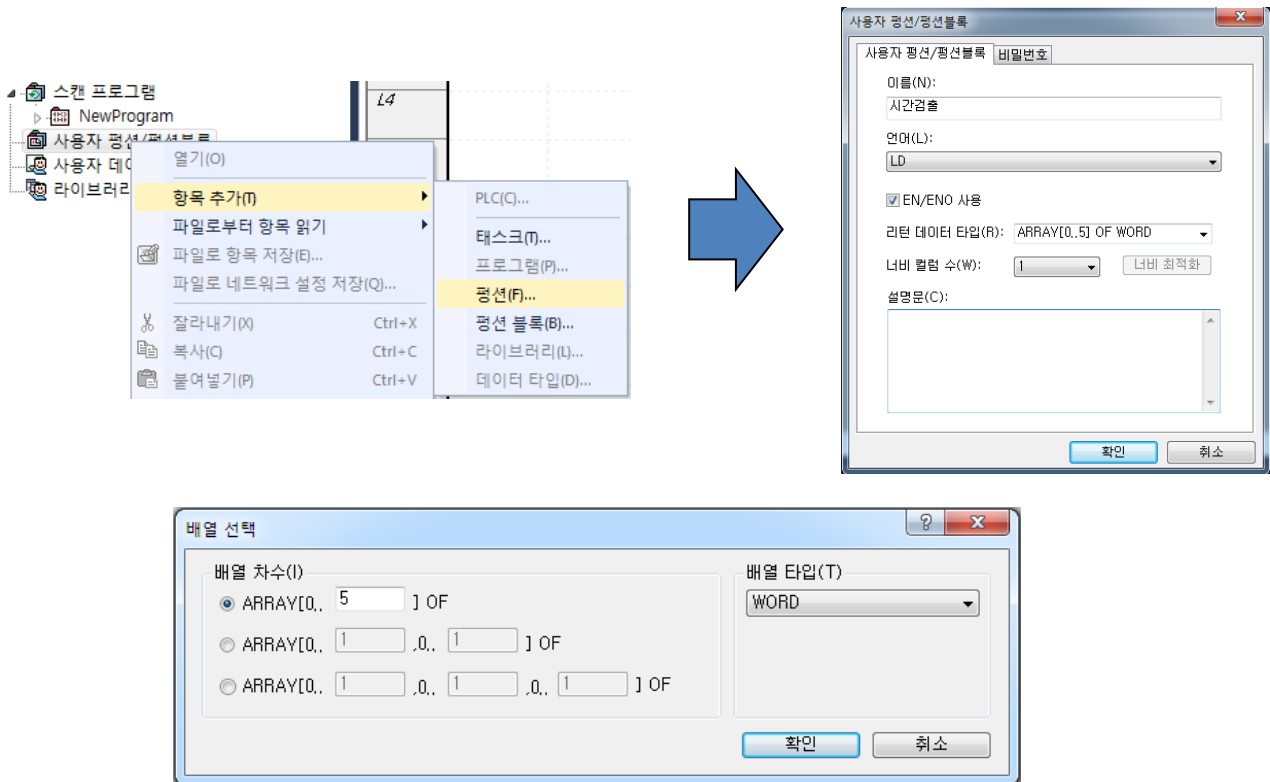 스캔 프로그램
NewProgram
사용자 펑션/펑션블록
사용자 데이
라이브러리
L4
열기(O)
항목 추가(T)
파일로부터 항목 읽기
파일로 항목 저장(E)...
파일로 네트워크 설정 저장(Q)...
잘라내기(X) Ctrl+X
복사(C) Ctrl+C
붙여넣기(P) Ctrl+V
PLC(C)...
태스크(T)...
프로그램(P)...
펑션(F)...
펑션 블록(B)...
라이브러리(L)...
데이터 타입(D)...
사용자 펑션/펑션블록
사용자 펑션/펑션블록 비밀번호
이름(N):
시간검출
언어(L):
LD
EN/ENO 사용
리턴 데이터 타입(R): ARRAY[0..5] OF WORD
너비 컬럼 수(W): 1 너비 최적화
설명문(C):
확인 취소
배열 선택
배열 차수(I)
ARRAY[0.. 5 ] OF
ARRAY[0.. 1 ,0.. 1 ] OF
ARRAY[0.. 1 ,0.. 1 ,0.. 1 ] OF
배열 타입(T)
WORD
확인 취소